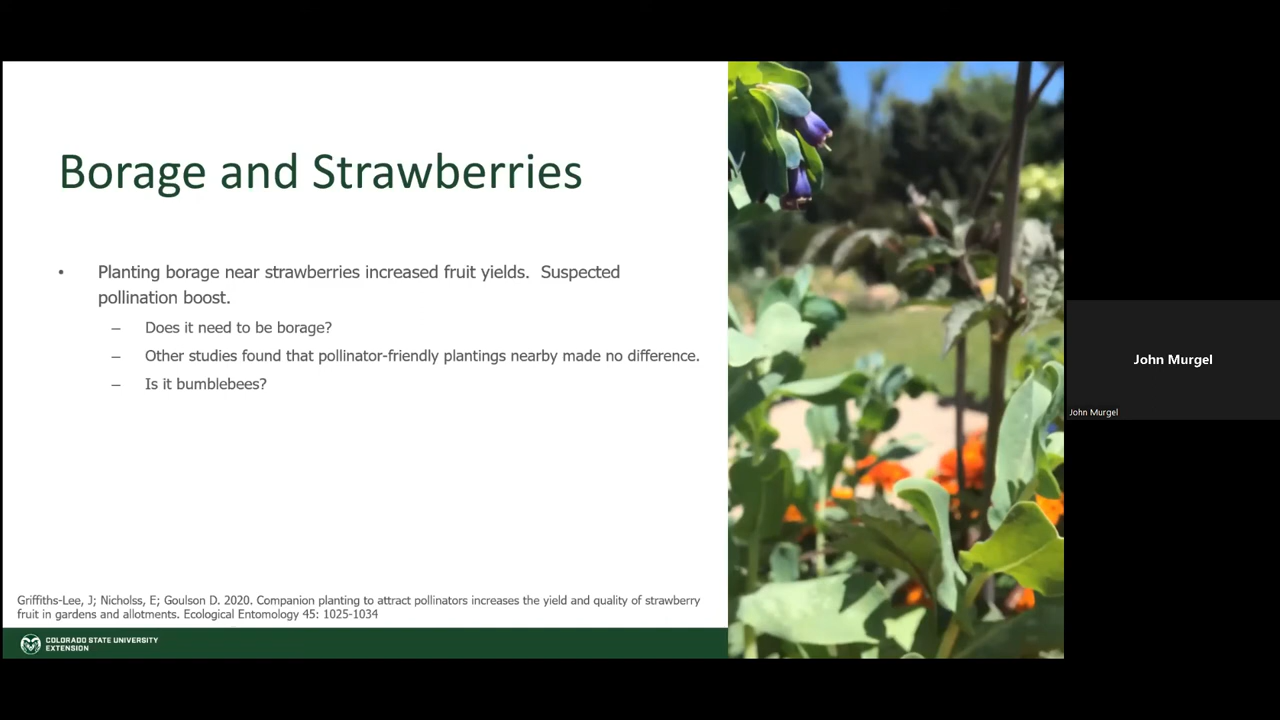 Borage and Strawberries
• Planting borage near strawberries increased fruit yields.  Suspected
pollination boost.
– Does it need to be borage?
– Other studies found that pollinator-friendly plantings nearby made no difference.
– Is it bumblebees?
Griffiths-Lee, J; Nicholss, E; Goulson D. 2020. Companion planting to attract pollinators increases the yield and quality of strawberry
fruit in gardens and allotments. Ecological Entomology 45: 1025-1034
COLORADO STATE UNIVERSITY
EXTENSION
John Murgel
John Murgel